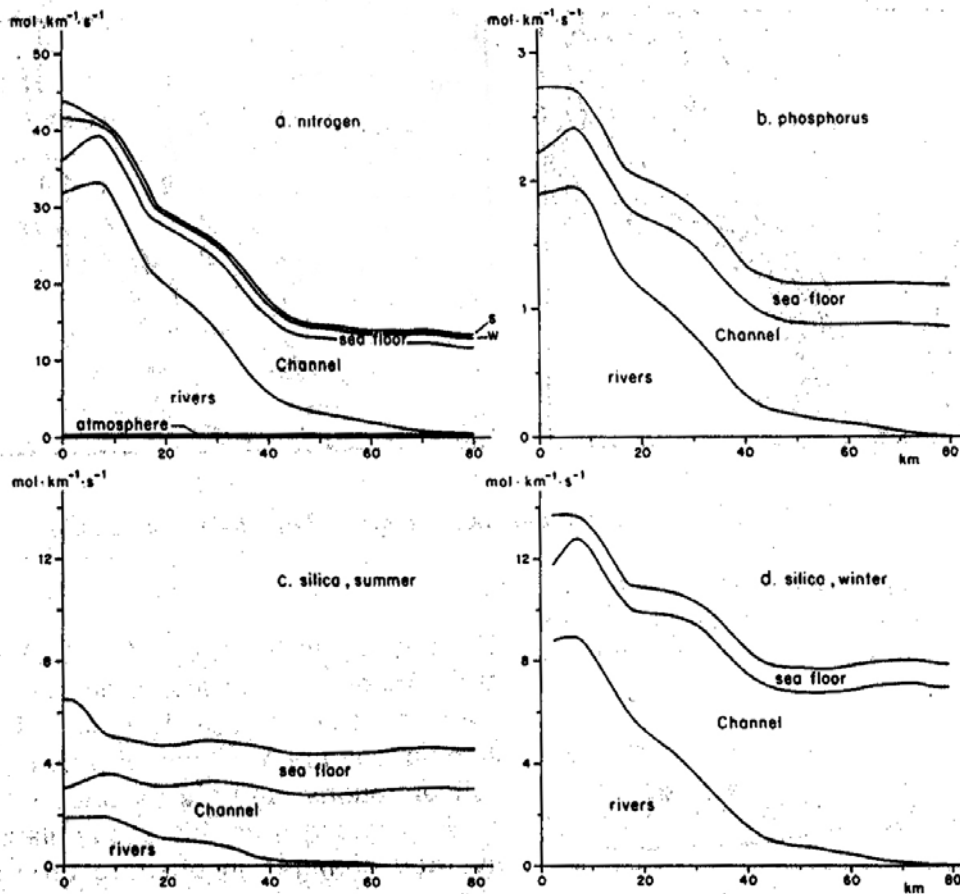 mol·km⁻¹·s⁻¹
50
40
30
20
10
0
a. nitrogen
s
w
sea floor
Channel
rivers
atmosphere
0 20 40 60 80
mol·km⁻¹·s⁻¹
3
2
1
0
b. phosphorus
sea floor
Channel
rivers
0 20 40 60 80
km
mol·km⁻¹·s⁻¹
12
8
4
0
c. silica, summer
sea floor
Channel
rivers
0 20 40 60 80
mol·km⁻¹·s⁻¹
12
8
4
0
d. silica, winter
sea floor
Channel
rivers
0 20 40 60 80
km